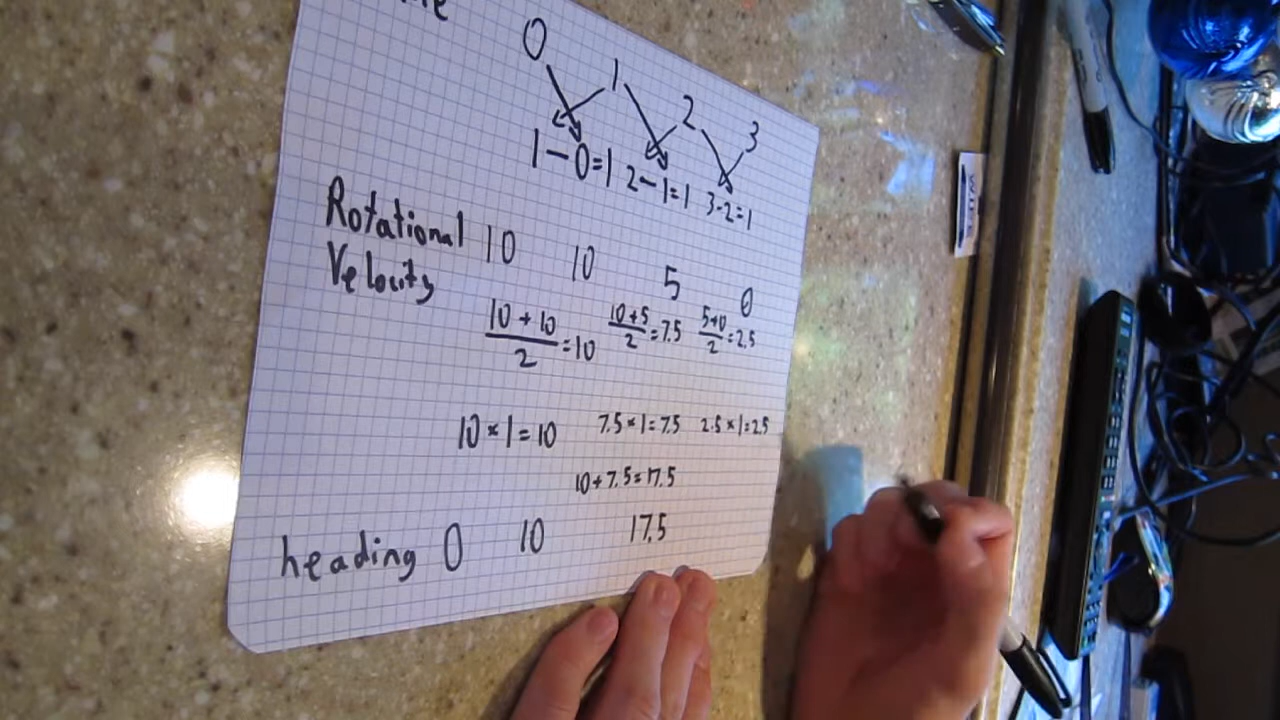 0 1 2 3
1-0=1 2-1=1 3-2=1
Rotational
Velocity
10 10 5 0
10+10/2=10 10+5/2=7.5 5+0/2=2.5
10×1=10 7.5×1=7.5 2.5×1=2.5
10+7.5=17.5
heading 0 10 17.5